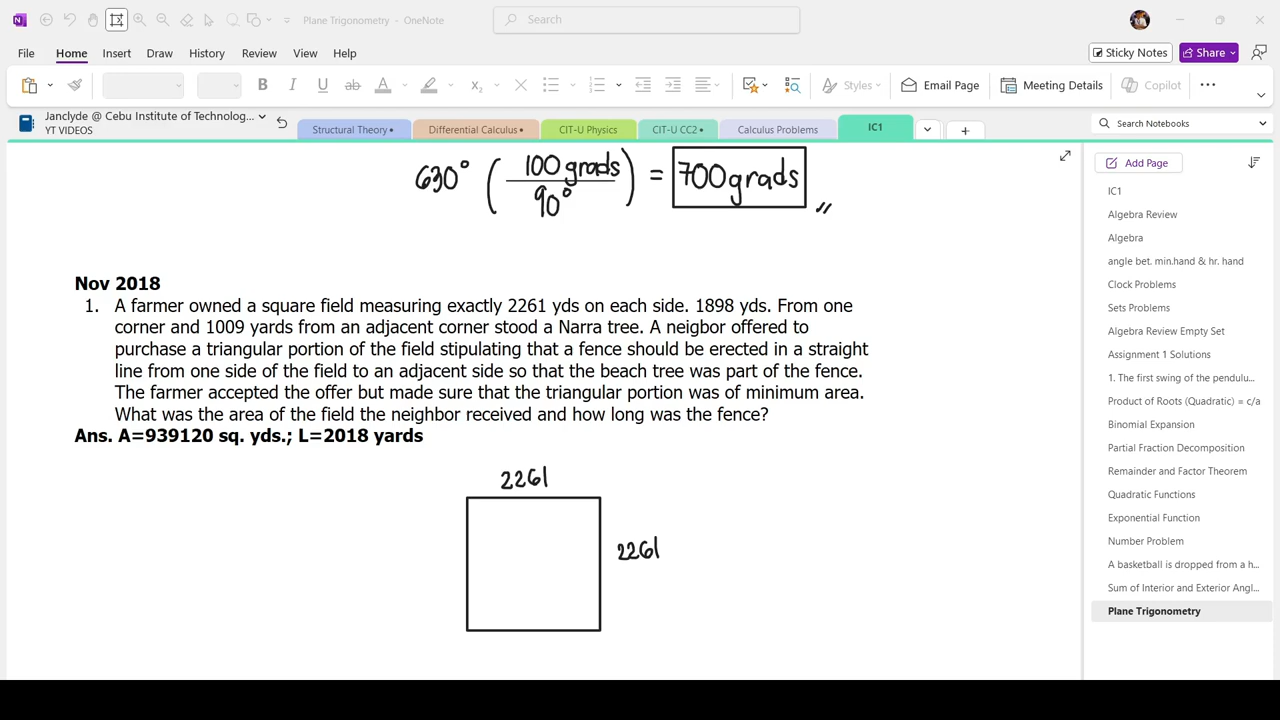 Plane Trigonometry - OneNote
Search
File Home Insert Draw History Review View Help
Sticky Notes
Share
B I U ab A X₂ A Styles Email Page Meeting Details Copilot
Janclyde @ Cebu Institute of Technolog...
YT VIDEOS
Structural Theory
Differential Calculus
CIT-U Physics
CIT-U CC2
Calculus Problems
IC1
Search Notebooks
Add Page
630° (100 grads / 90°) = 700 grads
Nov 2018
1. A farmer owned a square field measuring exactly 2261 yds on each side. 1898 yds. From one
corner and 1009 yards from an adjacent corner stood a Narra tree. A neigbor offered to
purchase a triangular portion of the field stipulating that a fence should be erected in a straight
line from one side of the field to an adjacent side so that the beach tree was part of the fence.
The farmer accepted the offer but made sure that the triangular portion was of minimum area.
What was the area of the field the neighbor received and how long was the fence?
Ans. A=939120 sq. yds.; L=2018 yards
2261
2261
IC1
Algebra Review
Algebra
angle bet. min.hand & hr. hand
Clock Problems
Sets Problems
Algebra Review Empty Set
Assignment 1 Solutions
1. The first swing of the pendulu...
Product of Roots (Quadratic) = c/a
Binomial Expansion
Partial Fraction Decomposition
Remainder and Factor Theorem
Quadratic Functions
Exponential Function
Number Problem
A basketball is dropped from a h...
Sum of Interior and Exterior Angl...
Plane Trigonometry